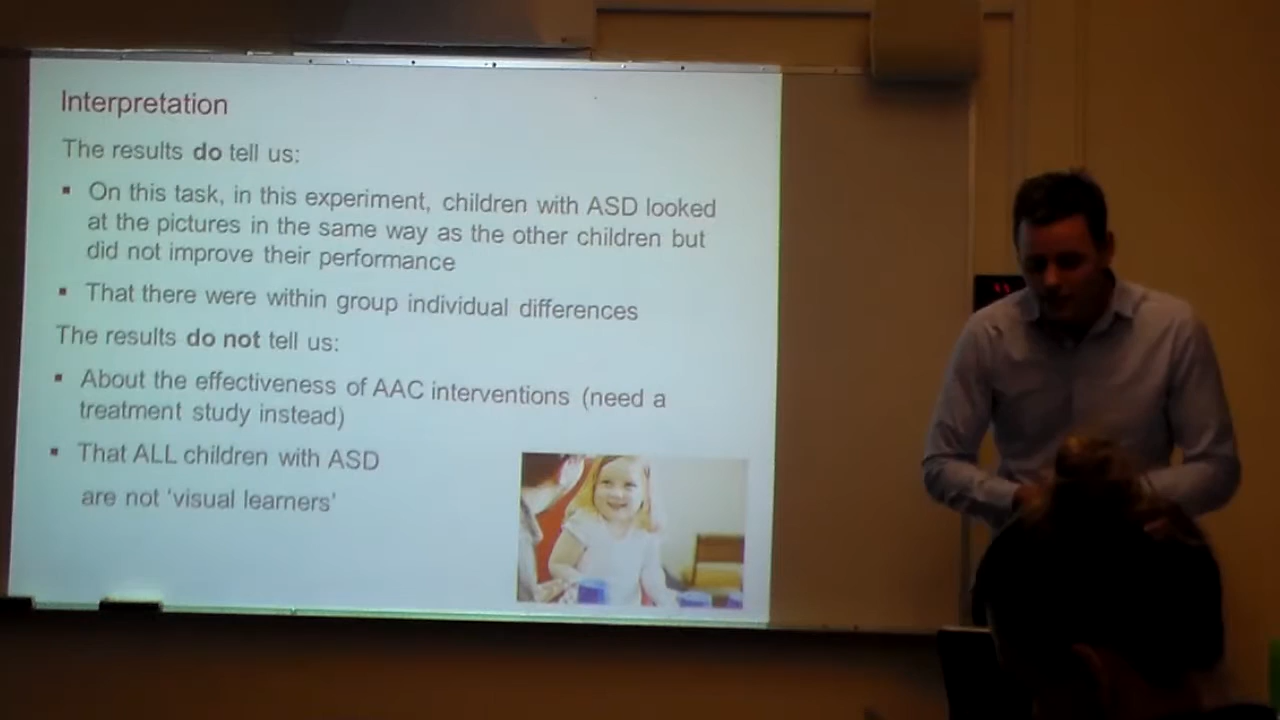 Interpretation
The results do tell us:
▪ On this task, in this experiment, children with ASD looked
at the pictures in the same way as the other children but
did not improve their performance
▪ That there were within group individual differences
The results do not tell us:
▪ About the effectiveness of AAC interventions (need a
treatment study instead)
▪ That ALL children with ASD
are not 'visual learners'